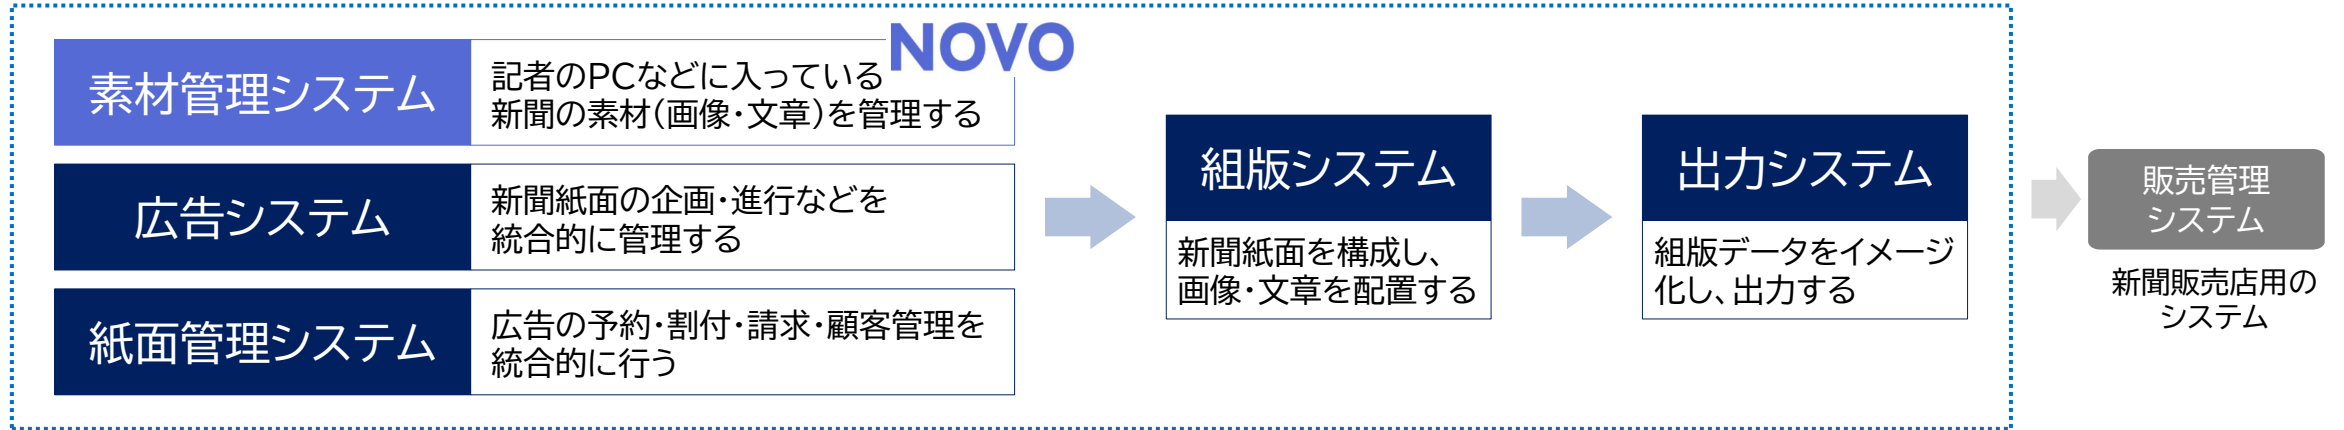 NOVO
素材管理システム
記者のPCなどに入っている
新聞の素材(画像・文章)を管理する
広告システム
新聞紙面の企画・進行などを
統合的に管理する
紙面管理システム
広告の予約・割付・請求・顧客管理を
統合的に行う
組版システム
新聞紙面を構成し、
画像・文章を配置する
出力システム
組版データをイメージ
化し、出力する
販売管理
システム
新聞販売店用の
システム